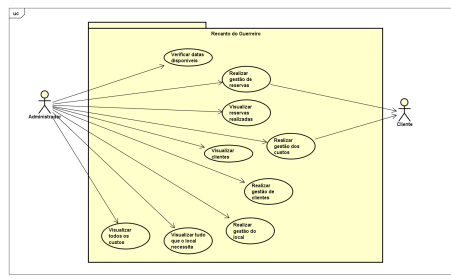 uc
Recanto do Guerreiro
Verificar datas
disponíveis
Realizar
gestão de
reservas
Visualizar
reservas
realizadas
Realizar
gestão dos
custos
Visualizar
clientes
Realizar
gestão de
clientes
Realizar
gestão do
local
Visualizar tudo
que o local
necessita
Visualizar
todos os
custos
Administrador
Cliente